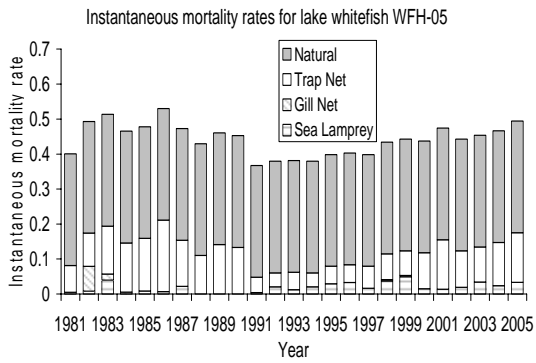 Instantaneous mortality rates for lake whitefish WFH-05
Instantaneous mortality rate
0.7
0.6
0.5
0.4
0.3
0.2
0.1
0
Natural
Trap Net
Gill Net
Sea Lamprey
1981 1983 1985 1987 1989 1991 1993 1995 1997 1999 2001 2003 2005
Year